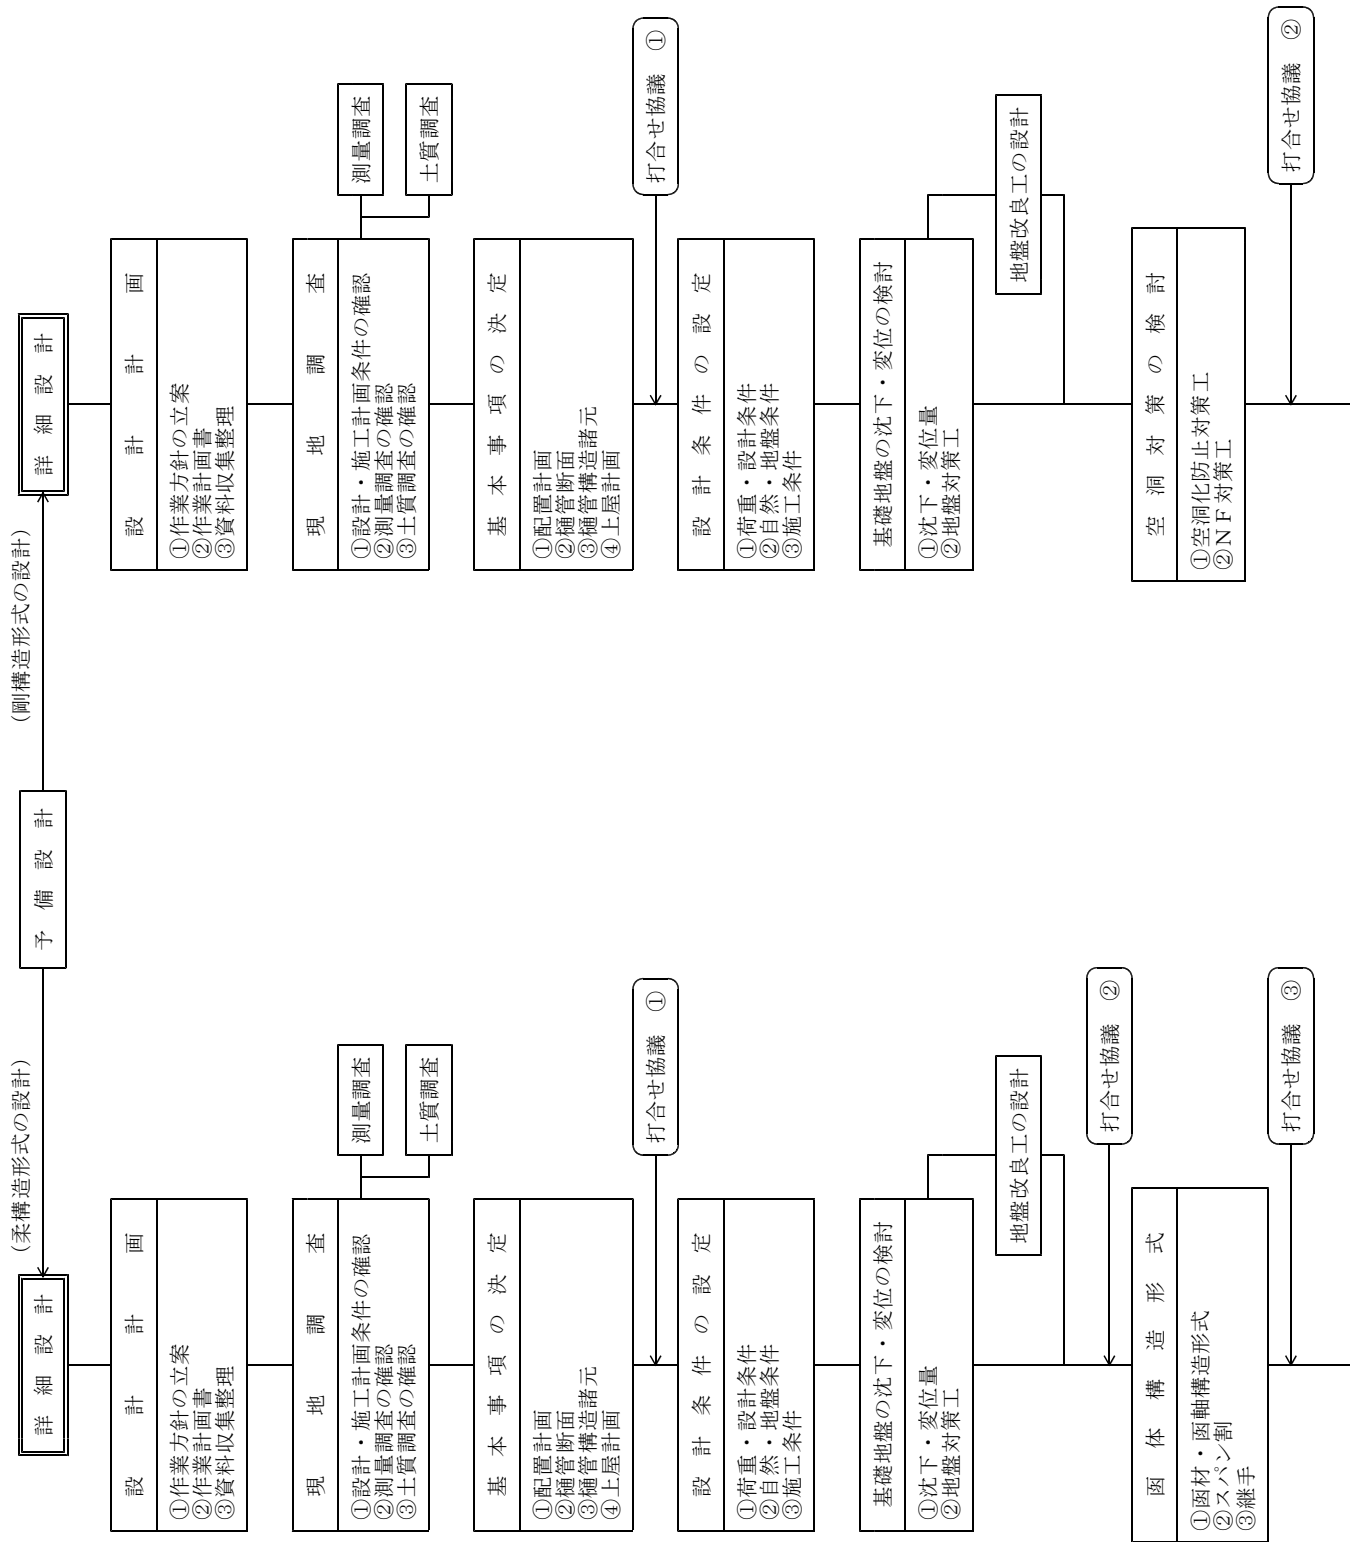 予備設計
(柔構造形式の設計)
詳細設計
設計計画
①作業方針の立案
②作業計画書
③資料収集整理
現地調査
①設計・施工計画条件の確認
②測量調査の確認
③土質調査の確認
測量調査
土質調査
基本事項の決定
①配置計画
②樋管断面
③樋管構造諸元
④上屋計画
打合せ協議 ①
設計条件の設定
①荷重・設計条件
②自然・地盤条件
③施工条件
基礎地盤の沈下・変位の検討
①沈下・変位量
②地盤対策工
地盤改良工の設計
打合せ協議 ②
函体構造形式
①函材・函軸構造形式
②スパン割
③継手
打合せ協議 ③
(剛構造形式の設計)
詳細設計
設計計画
①作業方針の立案
②作業計画書
③資料収集整理
現地調査
①設計・施工計画条件の確認
②測量調査の確認
③土質調査の確認
測量調査
土質調査
基本事項の決定
①配置計画
②樋管断面
③樋管構造諸元
④上屋計画
打合せ協議 ①
設計条件の設定
①荷重・設計条件
②自然・地盤条件
③施工条件
基礎地盤の沈下・変位の検討
①沈下・変位量
②地盤対策工
地盤改良工の設計
空洞対策の検討
①空洞化防止対策工
②NF対策工
打合せ協議 ②